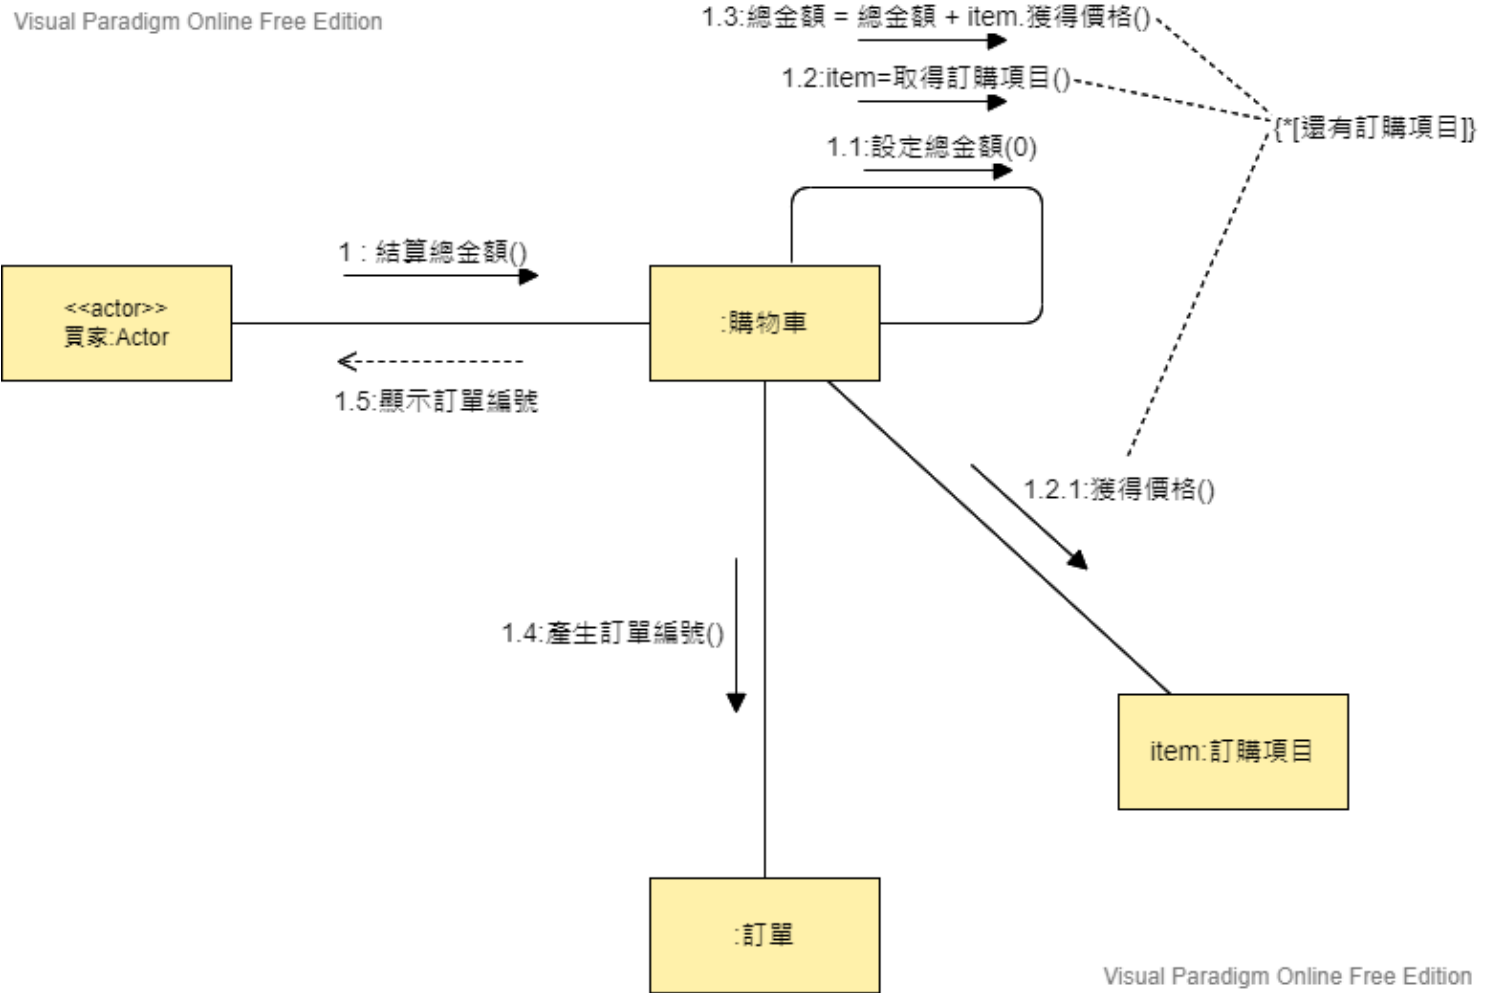 Visual Paradigm Online Free Edition
1.3:總金額 = 總金額 + item.獲得價格()
1.2:item=取得訂購項目()
{*[還有訂購項目]}
1.1:設定總金額(0)
1 : 結算總金額()
<<actor>>
買家:Actor
:購物車
1.5:顯示訂單編號
1.2.1:獲得價格()
1.4:產生訂單編號()
item:訂購項目
:訂單
Visual Paradigm Online Free Edition